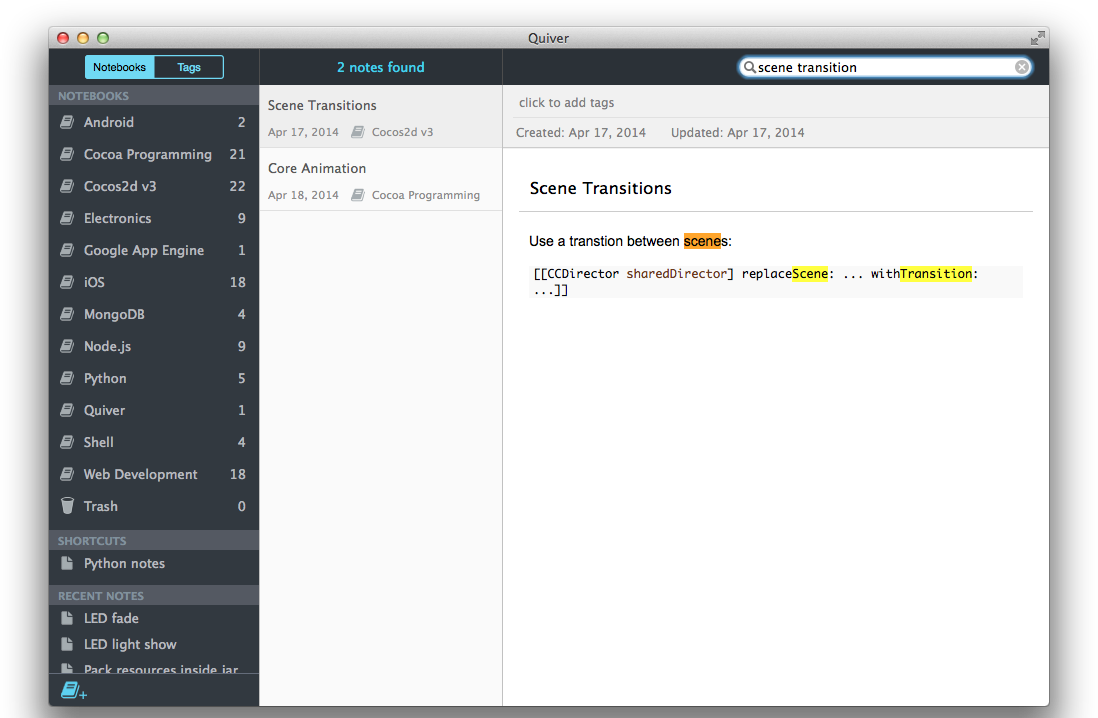 Quiver
Notebooks Tags
2 notes found
scene transition
NOTEBOOKS
Android 2
Cocoa Programming 21
Cocos2d v3 22
Electronics 9
Google App Engine 1
iOS 18
MongoDB 4
Node.js 9
Python 5
Quiver 1
Shell 4
Web Development 18
Trash 0
SHORTCUTS
Python notes
RECENT NOTES
LED fade
LED light show
Pack resources inside jar
Scene Transitions
Apr 17, 2014 Cocos2d v3
Core Animation
Apr 18, 2014 Cocoa Programming
click to add tags
Created: Apr 17, 2014 Updated: Apr 17, 2014
Scene Transitions
Use a transtion between scenes:
[[CCDirector sharedDirector] replaceScene: ... withTransition:
...]]